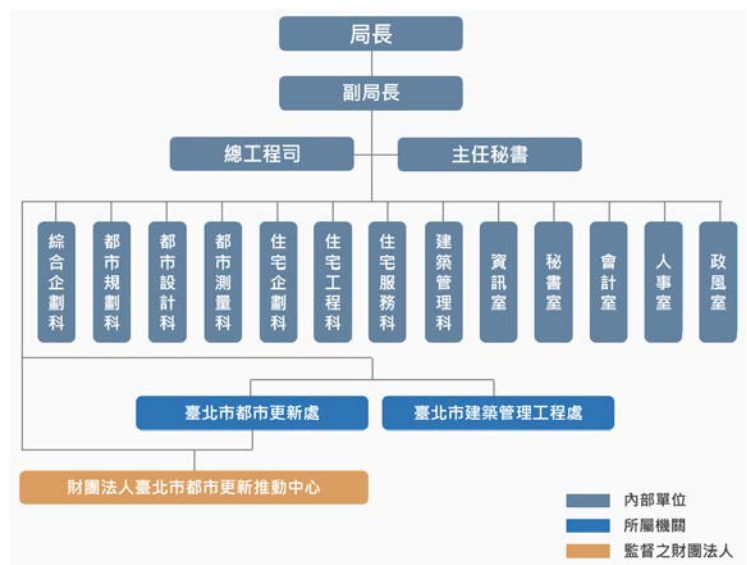 局長
副局長
總工程司
主任秘書
綜合企劃科
都市規劃科
都市設計科
都市測量科
住宅企劃科
住宅工程科
住宅服務科
建築管理科
資訊室
秘書室
會計室
人事室
政風室
臺北市都市更新處
臺北市建築管理工程處
財團法人臺北市都市更新推動中心
內部單位
所屬機關
監督之財團法人